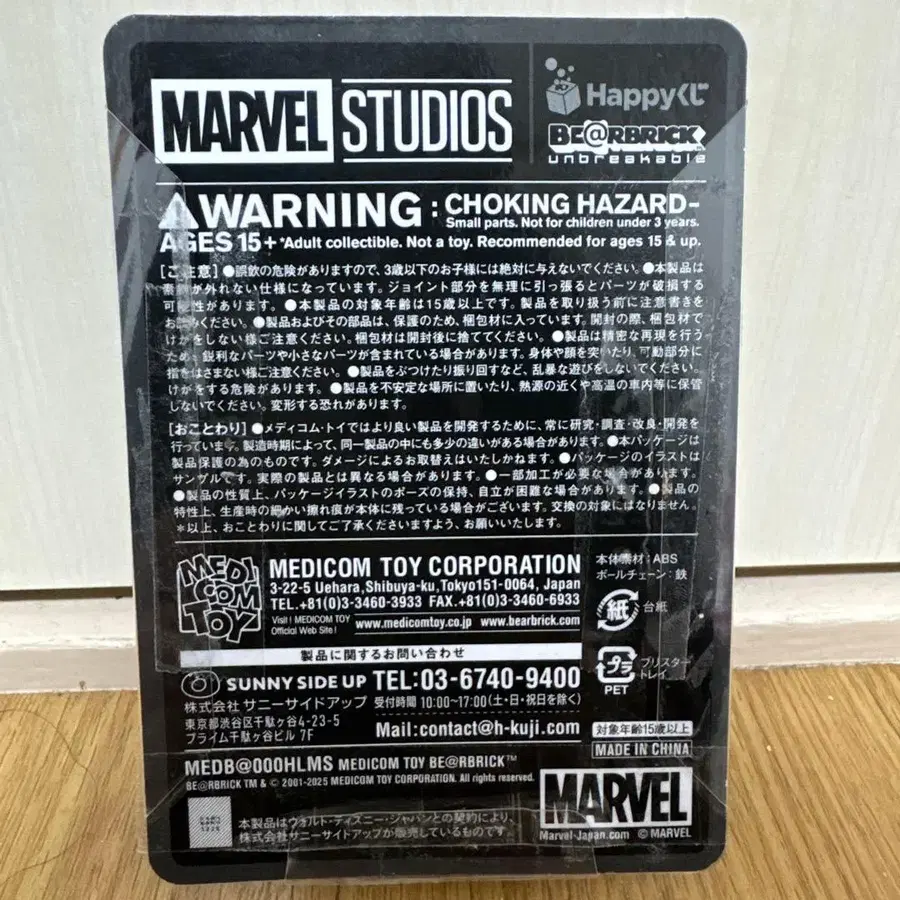 MARVEL STUDIOS
Happyくじ
BE@RBRICK
unbreakable
WARNING : CHOKING HAZARD-
Small parts. Not for children under 3 years.
AGES 15+ *Adult collectible. Not a toy. Recommended for ages 15 & up.
[ご注意] ●誤飲の危険がありますので、3歳以下のお子様には絶対に与えないでください。●本製品は
素頭が外れない仕様になっています。ジョイント部分を無理に引っ張るとパーツが破損する
可能性があります。●本製品の対象年齢は15歳以上です。製品を取り扱う前に注意書きを
お読みください。●製品およびその部品は、保護のため、梱包材に入っています。開封の際、梱包材で
けがをしない様ご注意ください。梱包材は開封後に捨ててください。●製品は精密な再現を行う
ため、鋭利なパーツや小さなパーツが含まれている場合があります。身体や顔を突いたり、可動部分に
指をはさまない様ご注意ください。●製品をぶつけたり振り回すなど、乱暴な遊びをしないでください。
けがをする危険があります。●製品を不安定な場所に置いたり、熱源の近くや高温の車内等に保管
しないでください。変形する恐れがあります。
[おことわり] ●メディコム・トイではより良い製品を開発するために、常に研究・調査・改良・開発を
行っています。製造時期によって、同一製品の中にも多少の違いがある場合があります。●本パッケージは
製品保護の為のものです。ダメージによるお取替えはいたしかねます。●パッケージのイラストは
サンプルです。実際の製品とは異なる場合があります。●一部加工が必要な場合があります。
●製品の性質上、パッケージイラストのポーズの保持、自立が困難な場合があります。●製品の
特性上、生産時の細かい擦れ痕が本体に残っている場合がございます。交換の対象にはなりません。
*以上、おことわりに関してご了承くださいますよう、お願いいたします。
MEDICOM TOY
MEDICOM TOY CORPORATION
3-22-5 Uehara,Shibuya-ku,Tokyo151-0064, Japan
TEL.+81(0)3-3460-3933 FAX.+81(0)3-3460-6933
Visit ! MEDICOM TOY
Official Web Site !
www.medicomtoy.co.jp www.bearbrick.com
本体素材:ABS
ボールチェーン:鉄
紙 台紙
プラ
PET
ブリスター
トレイ
製品に関するお問い合わせ
SUNNY SIDE UP TEL:03-6740-9400
株式会社 サニーサイドアップ 受付時間 10:00~17:00(土・日・祝日を除く)
東京都渋谷区千駄ヶ谷4-23-5
プライム千駄ヶ谷ビル 7F
Mail:contact@h-kuji.com
対象年齢15歳以上
MADE IN CHINA
MEDB@000HLMS MEDICOM TOY BE@RBRICK™
BE@RBRICK TM & © 2001-2025 MEDICOM TOY CORPORATION. All rights reserved.
本製品はウォルト・ディズニー・ジャパンとの契約により、
株式会社サニーサイドアップが販売しているものです。
MARVEL
Marvel-Japan.com © MARVEL